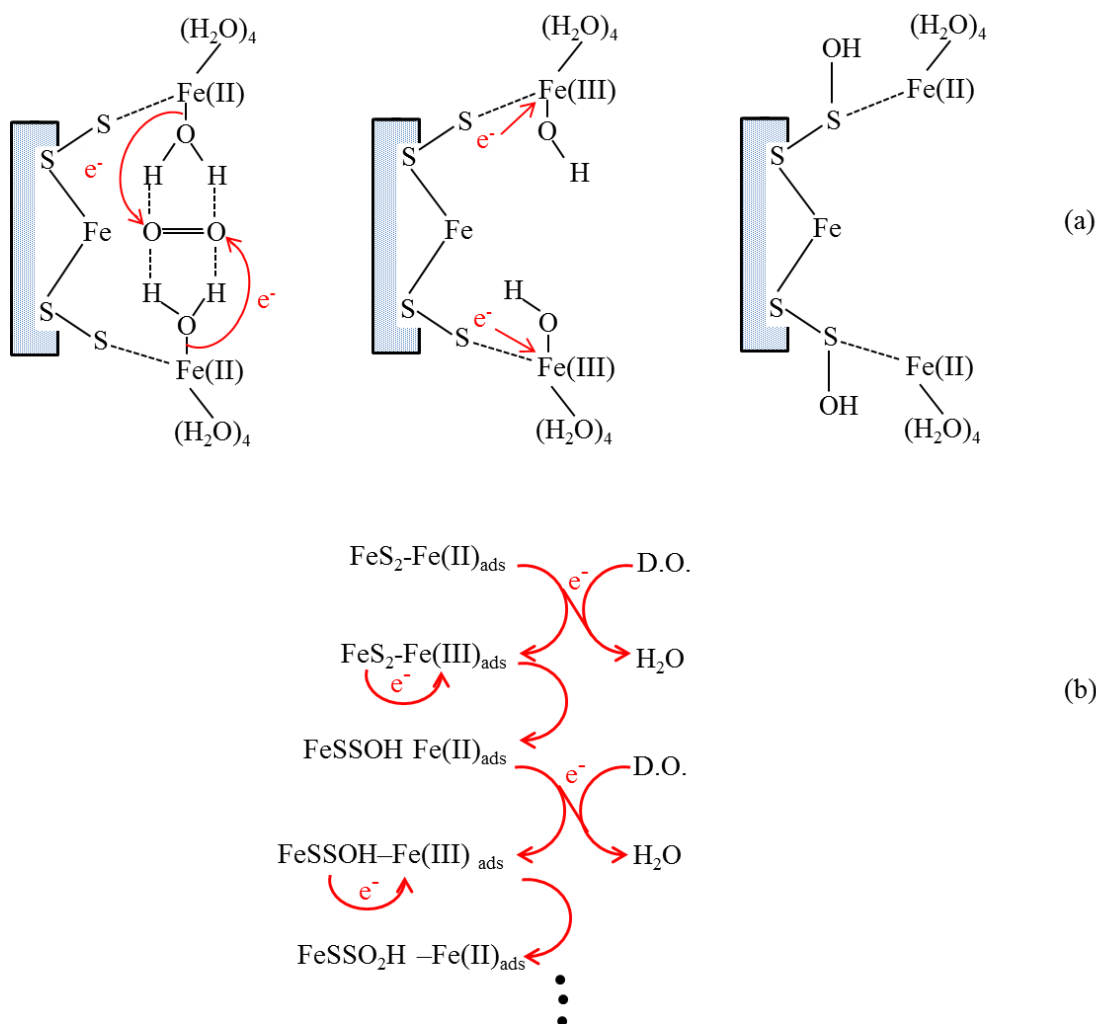 (H₂O)₄ (H₂O)₄ OH (H₂O)₄
Fe(II) Fe(III) Fe(II)
S S S
O O
S H H e⁻ S H S
e⁻
Fe O O Fe Fe (a)
S H H S H O S
e⁻ e⁻
S O S S
Fe(II) Fe(III) Fe(II)
OH
(H₂O)₄ (H₂O)₄ (H₂O)₄
FeS₂-Fe(II)ads e⁻ D.O.
FeS₂-Fe(III)ads H₂O
e⁻ (b)
FeSSOH Fe(II)ads e⁻ D.O.
FeSSOH–Fe(III) ads H₂O
e⁻
FeSSO₂H –Fe(II)ads